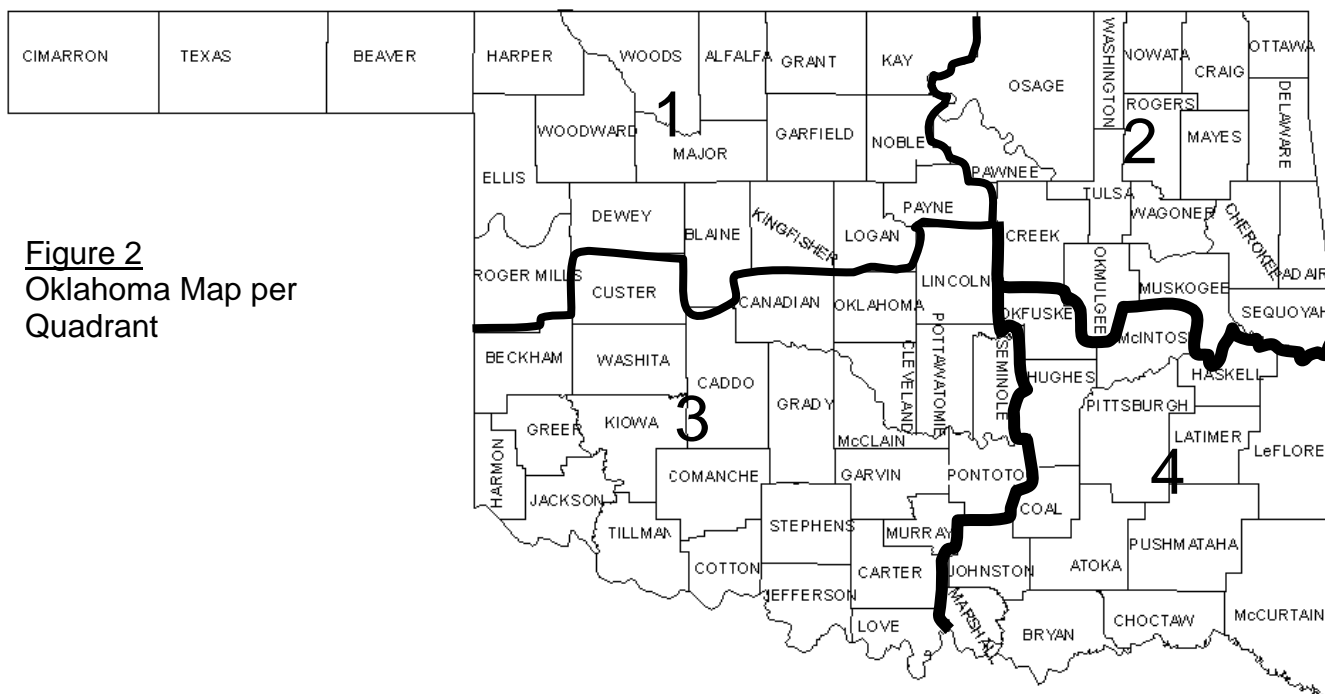 CIMARRON
TEXAS
BEAVER
HARPER
WOODS
ALFALFA
GRANT
KAY
OSAGE
WASHINGTON
NOWATA
CRAIG
OTTAWA
DELAWARE
ROGERS
MAYES
1
2
WOODWARD
MAJOR
GARFIELD
NOBLE
PAWNEE
ELLIS
DEWEY
BLAINE
KINGFISHER
LOGAN
PAYNE
CREEK
TULSA
WAGONER
CHEROKEE
ADAIR
Figure 2
Oklahoma Map per
Quadrant
ROGER MILLS
CUSTER
CANADIAN
OKLAHOMA
LINCOLN
OKFUSKE
OKMULGEE
MUSKOGEE
SEQUOYAH
McINTOS
BECKHAM
WASHITA
CADDO
GRADY
CLEVELAND
POTTAWATOMIE
SEMINOLE
HUGHES
HASKELL
PITTSBURGH
LATIMER
LeFLORE
3
4
HARMON
GREER
KIOWA
McCLAIN
JACKSON
COMANCHE
GARVIN
PONTOTO
COAL
TILLMAN
STEPHENS
MURRAY
PUSHMATAHA
COTTON
CARTER
JOHNSTON
ATOKA
JEFFERSON
LOVE
MARSHAL
BRYAN
CHOCTAW
McCURTAIN